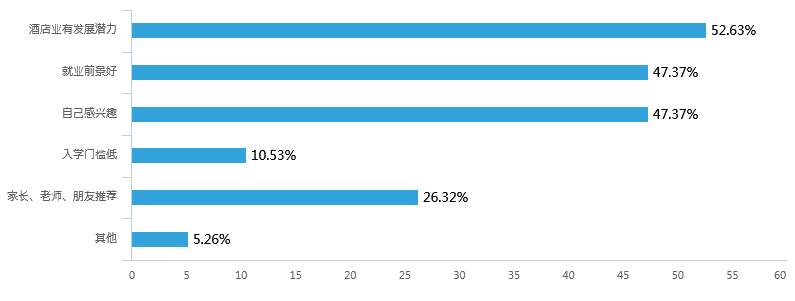 酒店业有发展潜力 52.63%
就业前景好 47.37%
自己感兴趣 47.37%
入学门槛低 10.53%
家长、老师、朋友推荐 26.32%
其他 5.26%
0 5 10 15 20 25 30 35 40 45 50 55 60